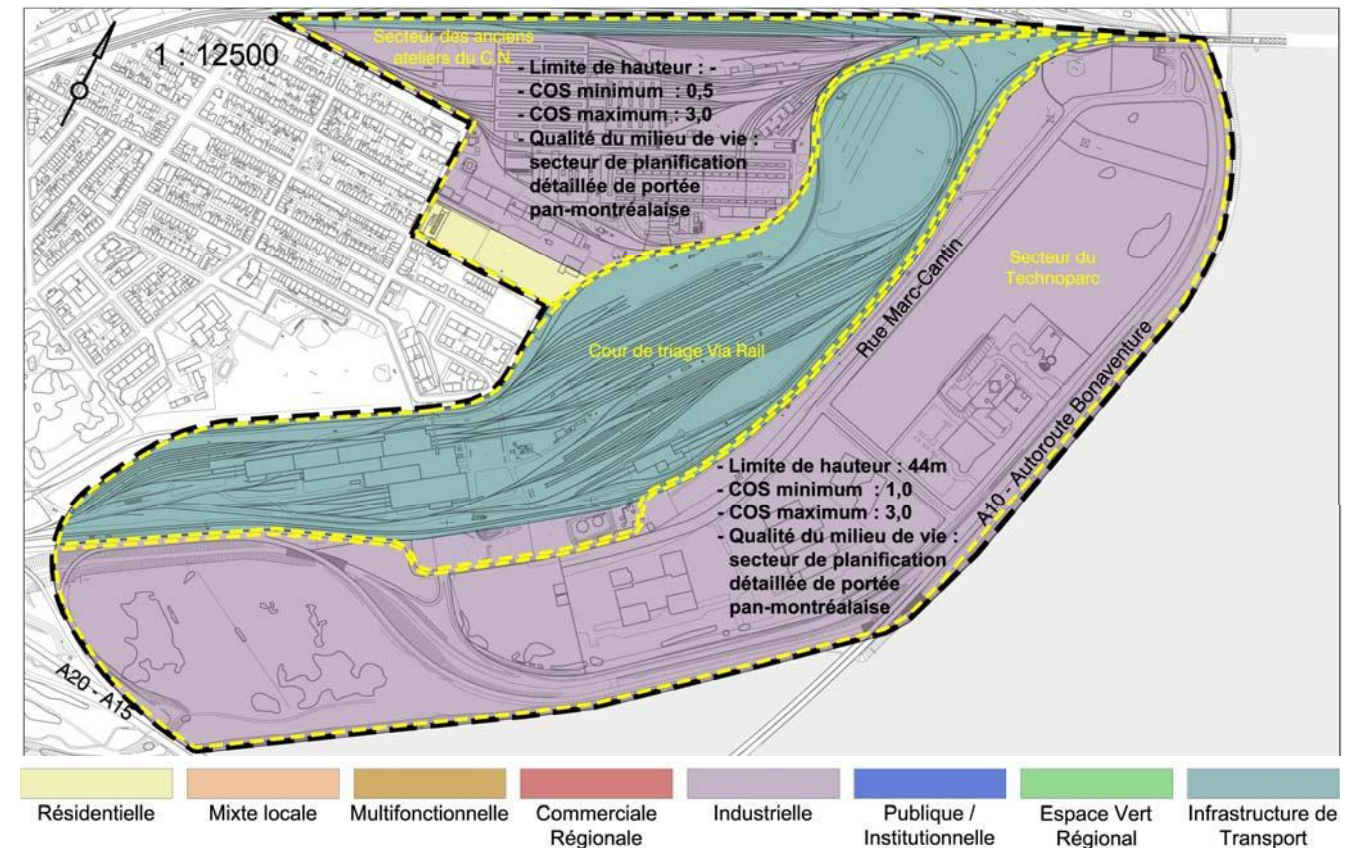 1 : 12500
Secteur des anciens
ateliers du C.N.
- Limite de hauteur : -
- COS minimum : 0,5
- COS maximum : 3,0
- Qualité du milieu de vie :
secteur de planification
détaillée de portée
pan-montréalaise
Secteur du
Technoparc
Rue Marc-Cantin
Cour de triage Via Rail
A10 - Autoroute Bonaventure
- Limite de hauteur : 44m
- COS minimum : 1,0
- COS maximum : 3,0
- Qualité du milieu de vie :
secteur de planification
détaillée de portée
pan-montréalaise
A20 - A15
Résidentielle
Mixte locale
Multifonctionnelle
Commerciale
Régionale
Industrielle
Publique /
Institutionnelle
Espace Vert
Régional
Infrastructure de
Transport